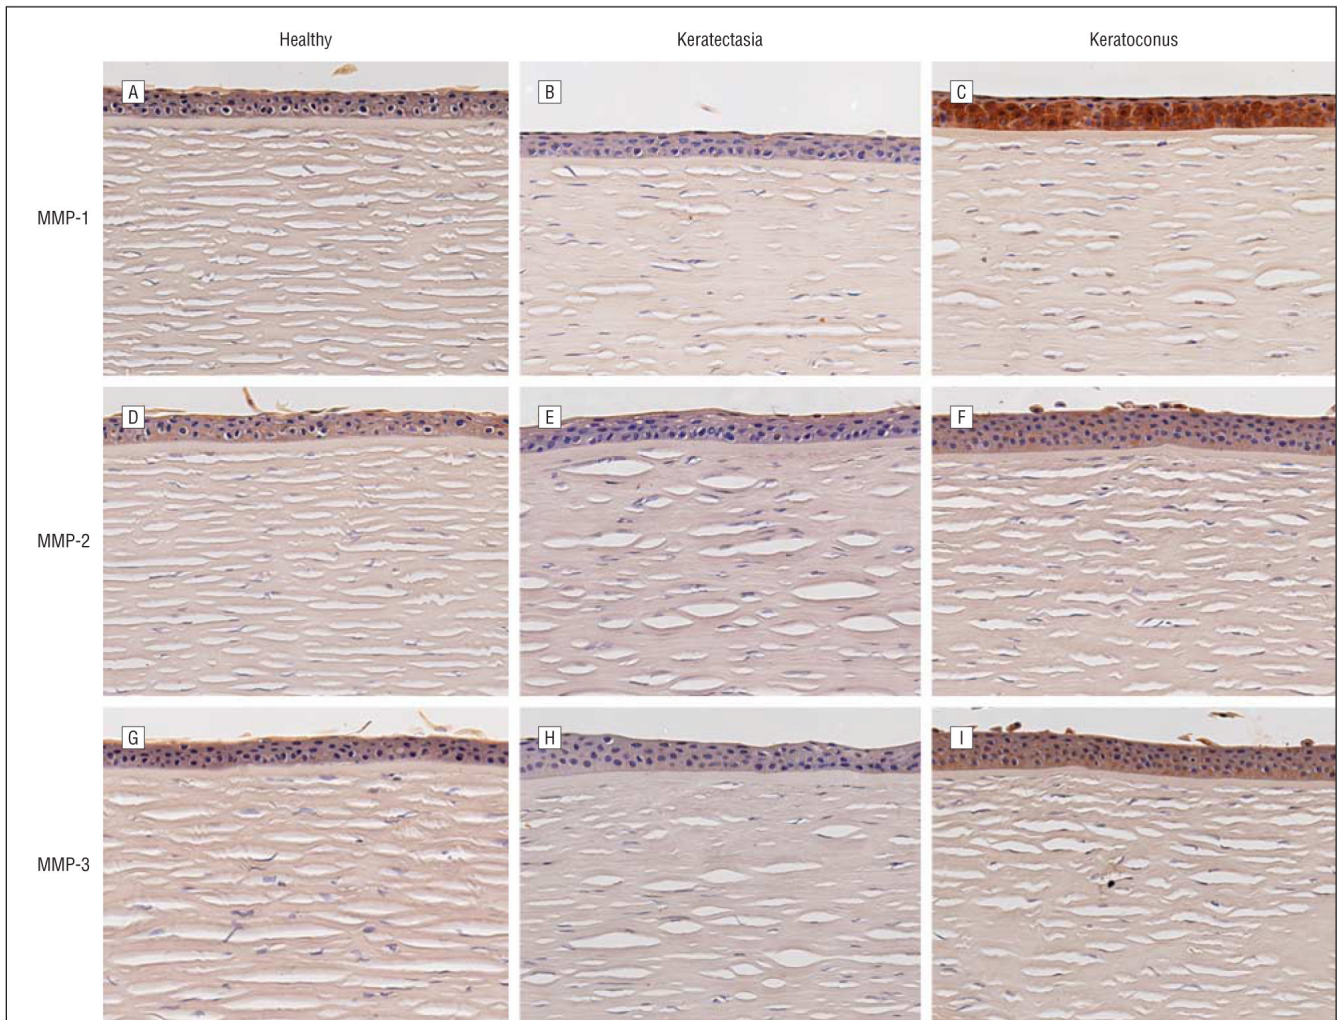 Healthy Keratectasia Keratoconus
MMP-1
A B C
MMP-2
D E F
MMP-3
G H I